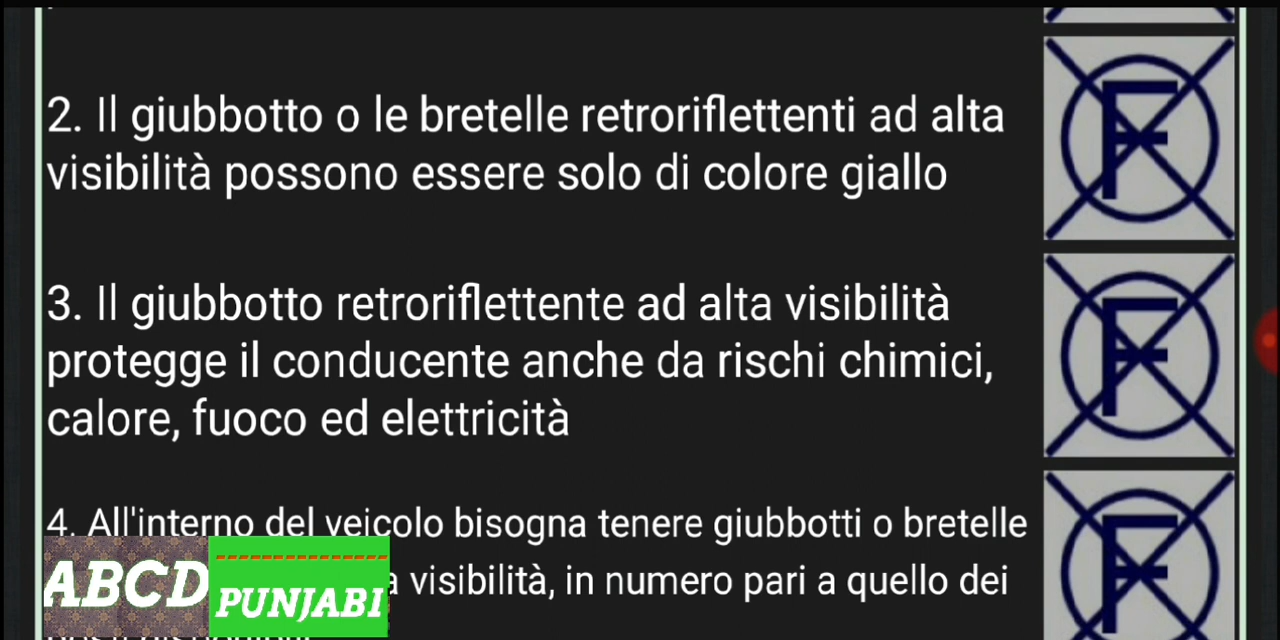 2. Il giubbotto o le bretelle retroriflettenti ad alta
visibilità possono essere solo di colore giallo
F
3. Il giubbotto retroriflettente ad alta visibilità
protegge il conducente anche da rischi chimici,
calore, fuoco ed elettricità
F
4. All'interno del veicolo bisogna tenere giubbotti o bretelle
visibilità, in numero pari a quello dei
F
ABCD
PUNJABI